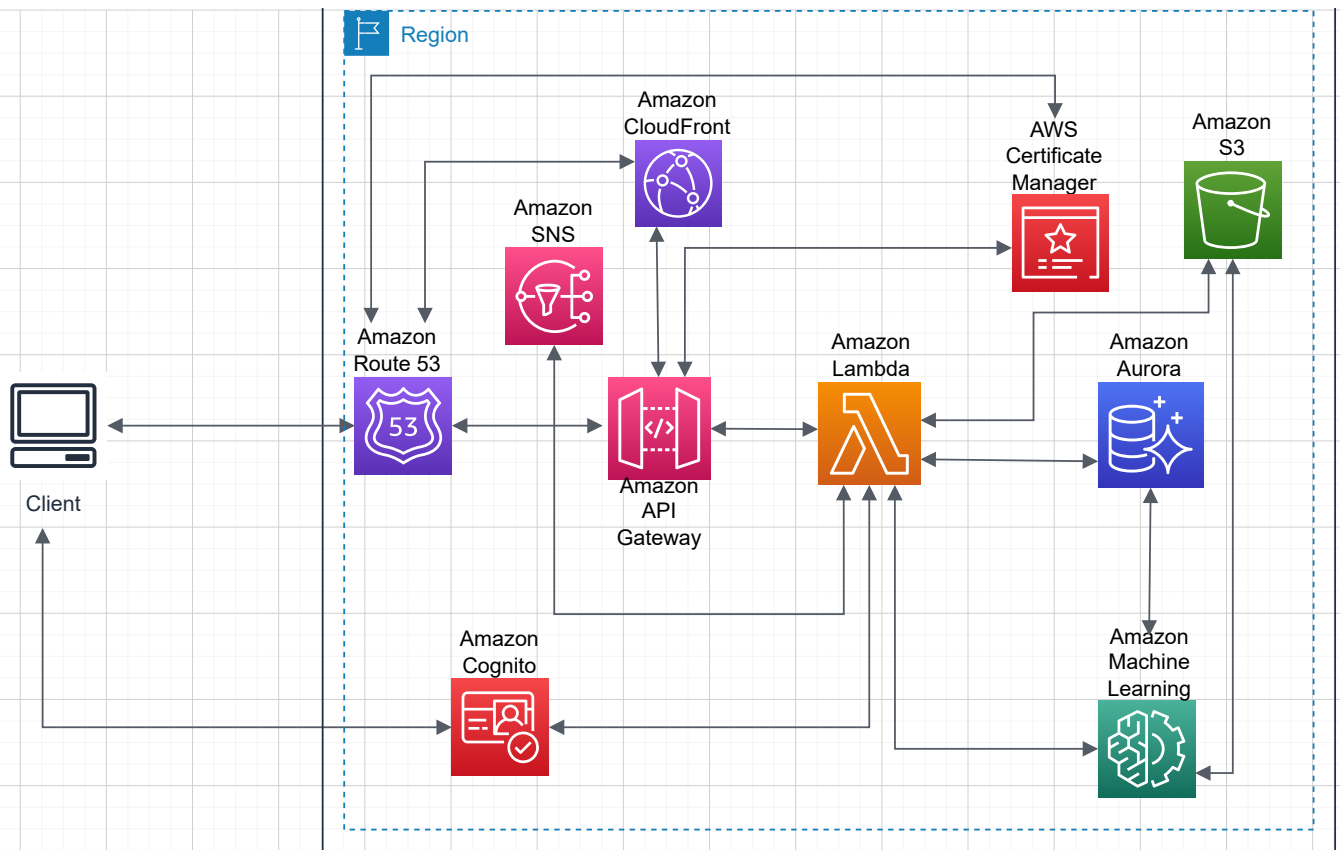 Region
Amazon
CloudFront
Amazon
S3
AWS
Certificate
Manager
Amazon
SNS
Amazon
Route 53
53
Amazon
Lambda
Amazon
Aurora
</>
Amazon
API
Gateway
Client
Amazon
Cognito
Amazon
Machine
Learning